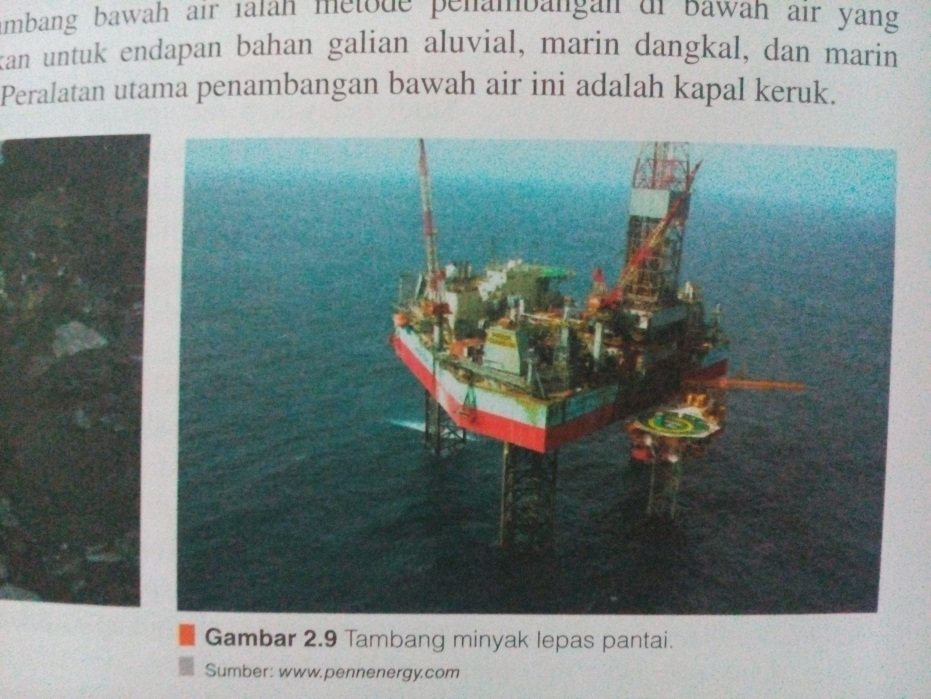 bawah air ialah metode penambangan di bawah air yang
untuk endapan bahan galian aluvial, marin dangkal, dan marin
Peralatan utama penambangan bawah air ini adalah kapal keruk.
Gambar 2.9 Tambang minyak lepas pantai.
Sumber: www.pennenergy.com